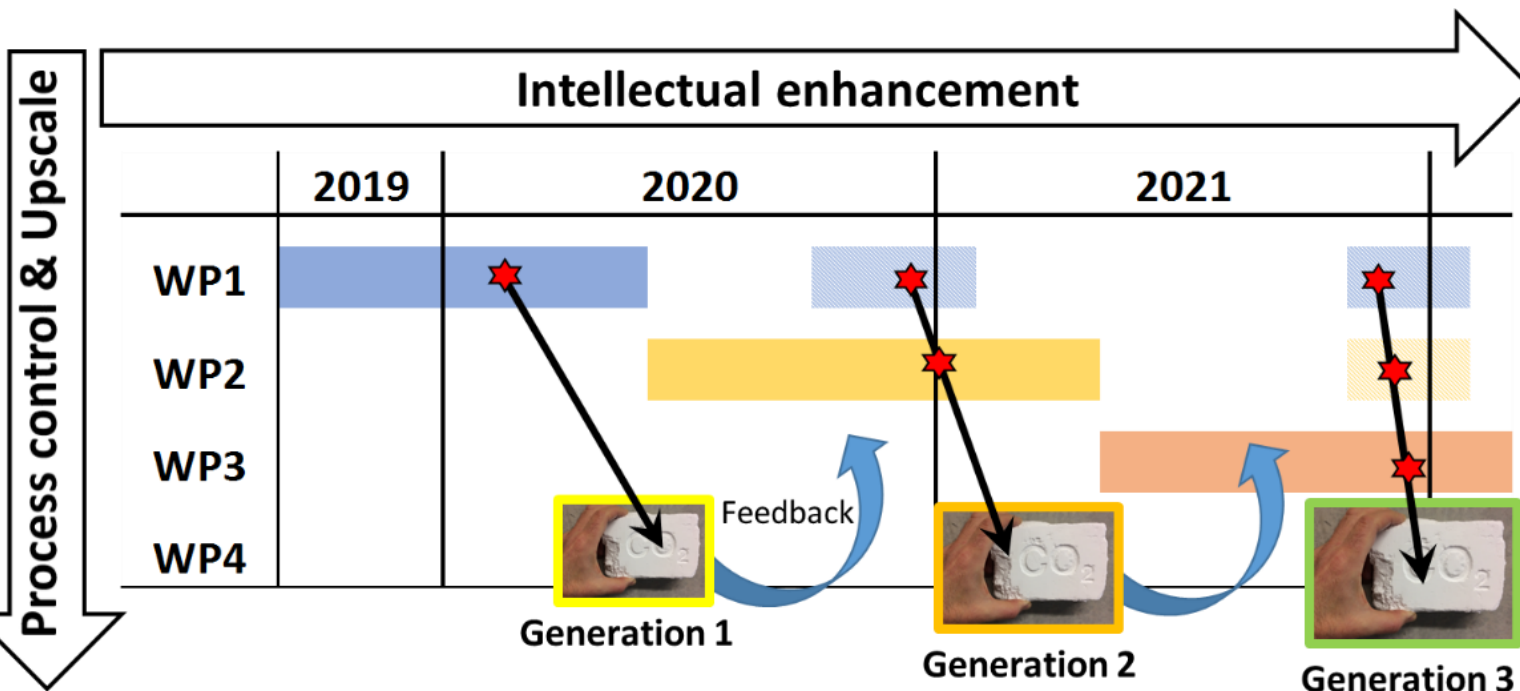 Intellectual enhancement
Process control & Upscale
2019 2020 2021
WP1
WP2
WP3
Feedback
WP4
CO2
CO2
CO2
Generation 1
Generation 2
Generation 3